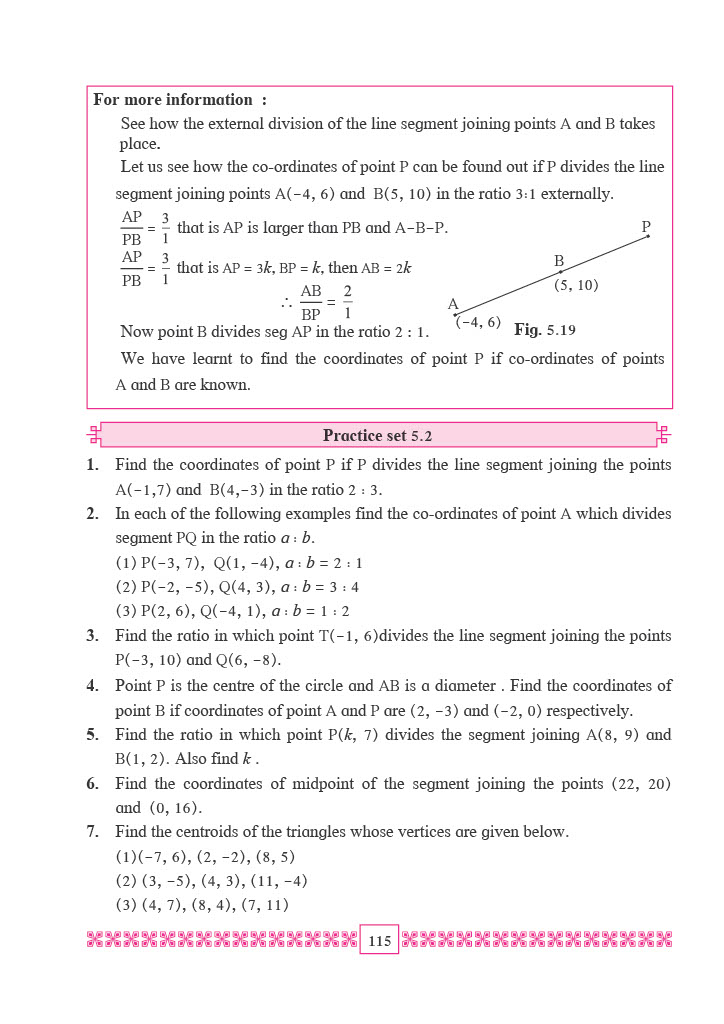 For more information :
See how the external division of the line segment joining points A and B takes
place.
Let us see how the co-ordinates of point P can be found out if P divides the line
segment joining points A(-4, 6) and B(5, 10) in the ratio 3:1 externally.
AP/PB = 3/1 that is AP is larger than PB and A-B-P.
AP/PB = 3/1 that is AP = 3k, BP = k, then AB = 2k
∴ AB/BP = 2/1
Now point B divides seg AP in the ratio 2 : 1.
We have learnt to find the coordinates of point P if co-ordinates of points
A and B are known.
P
B
(5, 10)
A
(-4, 6)
Fig. 5.19
Practice set 5.2
1. Find the coordinates of point P if P divides the line segment joining the points
A(-1,7) and B(4,-3) in the ratio 2 : 3.
2. In each of the following examples find the co-ordinates of point A which divides
segment PQ in the ratio a : b.
(1) P(-3, 7), Q(1, -4), a : b = 2 : 1
(2) P(-2, -5), Q(4, 3), a : b = 3 : 4
(3) P(2, 6), Q(-4, 1), a : b = 1 : 2
3. Find the ratio in which point T(-1, 6)divides the line segment joining the points
P(-3, 10) and Q(6, -8).
4. Point P is the centre of the circle and AB is a diameter . Find the coordinates of
point B if coordinates of point A and P are (2, -3) and (-2, 0) respectively.
5. Find the ratio in which point P(k, 7) divides the segment joining A(8, 9) and
B(1, 2). Also find k .
6. Find the coordinates of midpoint of the segment joining the points (22, 20)
and (0, 16).
7. Find the centroids of the triangles whose vertices are given below.
(1)(-7, 6), (2, -2), (8, 5)
(2) (3, -5), (4, 3), (11, -4)
(3) (4, 7), (8, 4), (7, 11)
115